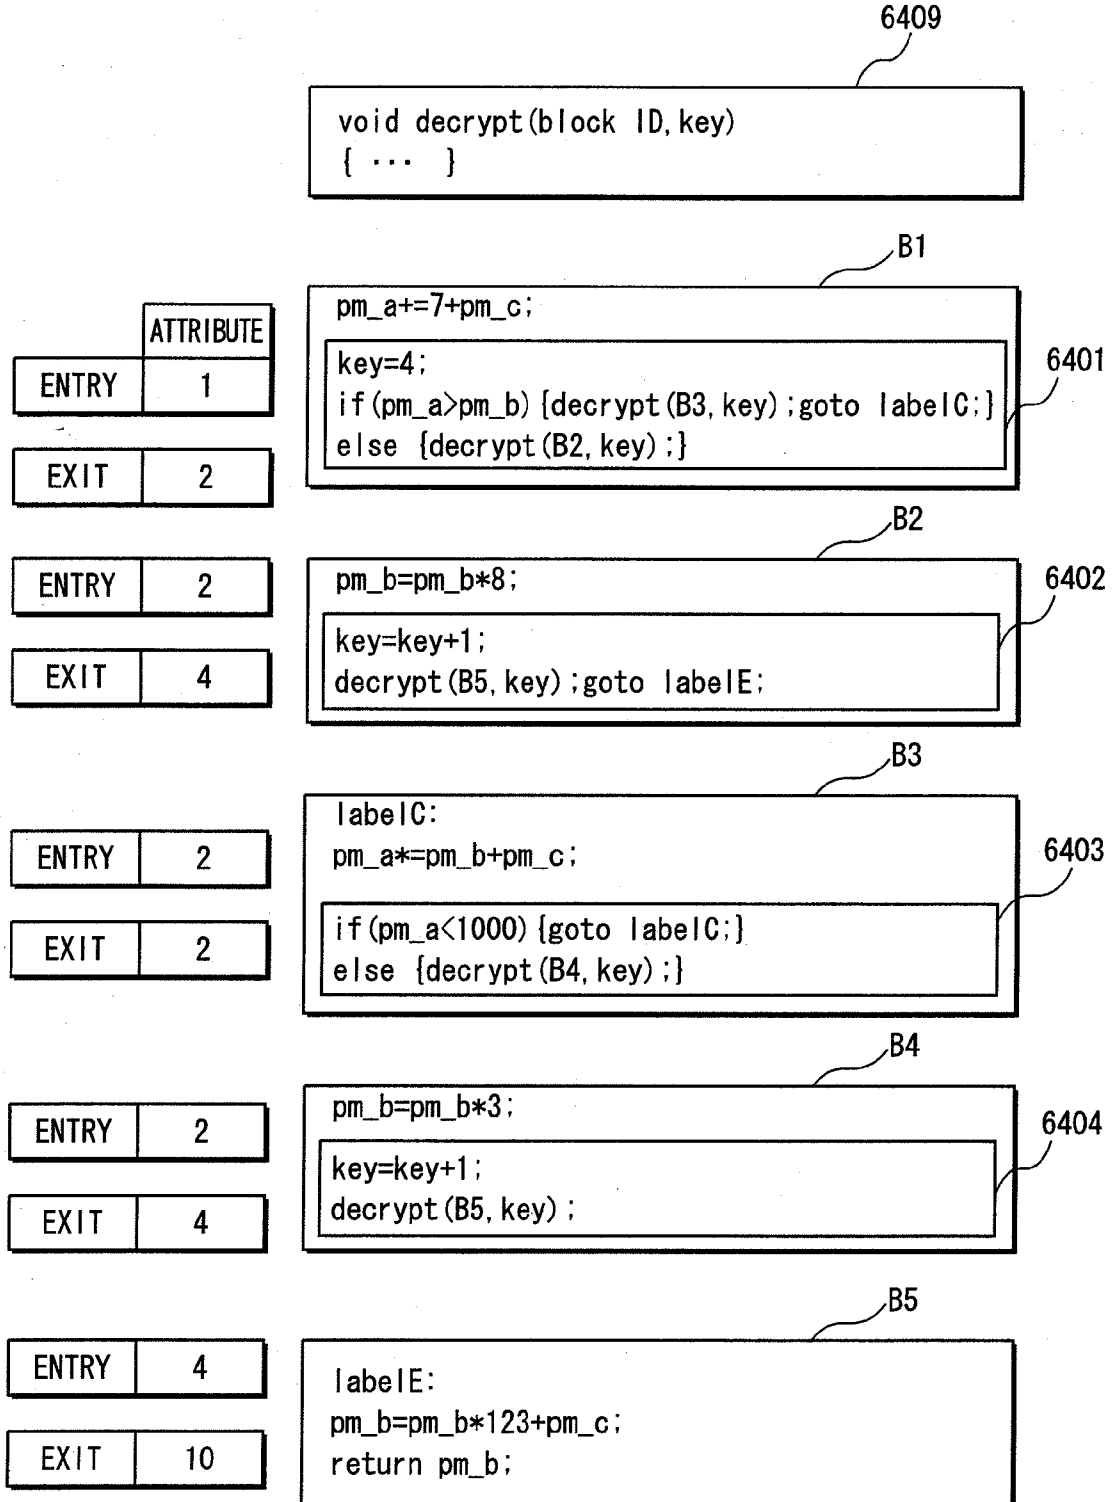 6409
void decrypt(block ID,key)
{ ··· }
B1
pm_a+=7+pm_c;
ATTRIBUTE
ENTRY 1
key=4;
6401
if(pm_a>pm_b){decrypt(B3,key);goto labelC;}
else {decrypt(B2,key);}
EXIT 2
B2
ENTRY 2
pm_b=pm_b*8;
6402
key=key+1;
EXIT 4
decrypt(B5,key);goto labelE;
B3
labelC:
ENTRY 2
pm_a*=pm_b+pm_c;
6403
EXIT 2
if(pm_a<1000){goto labelC;}
else {decrypt(B4,key);}
B4
pm_b=pm_b*3;
ENTRY 2
6404
key=key+1;
EXIT 4
decrypt(B5,key);
B5
ENTRY 4
labelE:
pm_b=pm_b*123+pm_c;
EXIT 10
return pm_b;